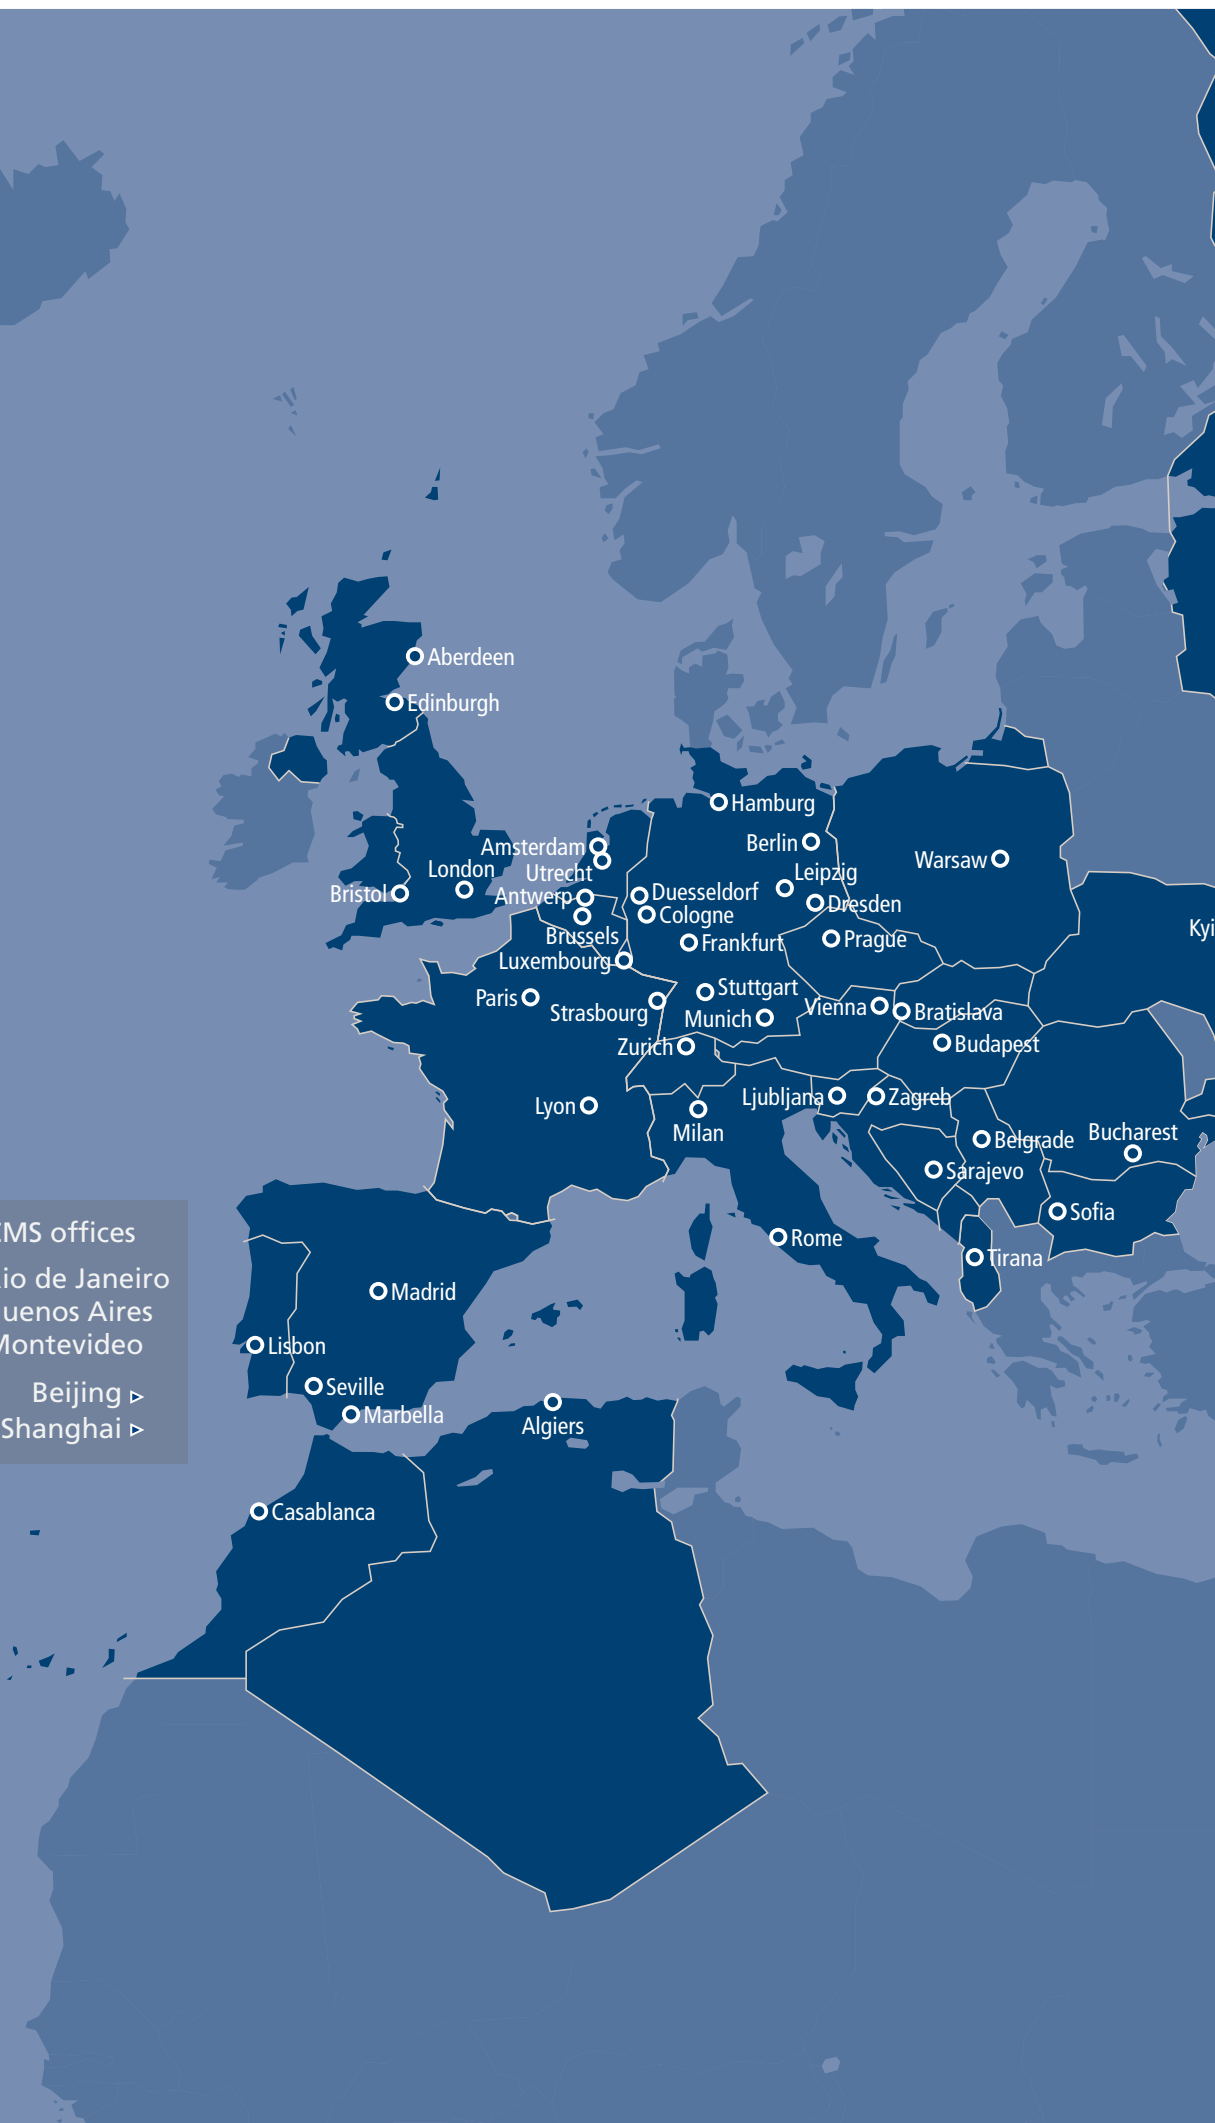 Aberdeen
Edinburgh
Hamburg
Amsterdam
Berlin
Utrecht
Warsaw
London
Leipzig
Bristol
Antwerp
Duesseldorf
Dresden
Cologne
Kyi
Brussels
Frankfurt
Prague
Luxembourg
Paris
Stuttgart
Strasbourg
Vienna
Bratislava
Munich
Zurich
Budapest
Lyon
Ljubljana
Zagreb
Milan
Belgrade
Bucharest
Sarajevo
Sofia
Rome
Tirana
Madrid
Lisbon
Seville
Marbella
Algiers
Casablanca
CMS offices
io de Janeiro
uenos Aires
Montevideo
Beijing
Shanghai